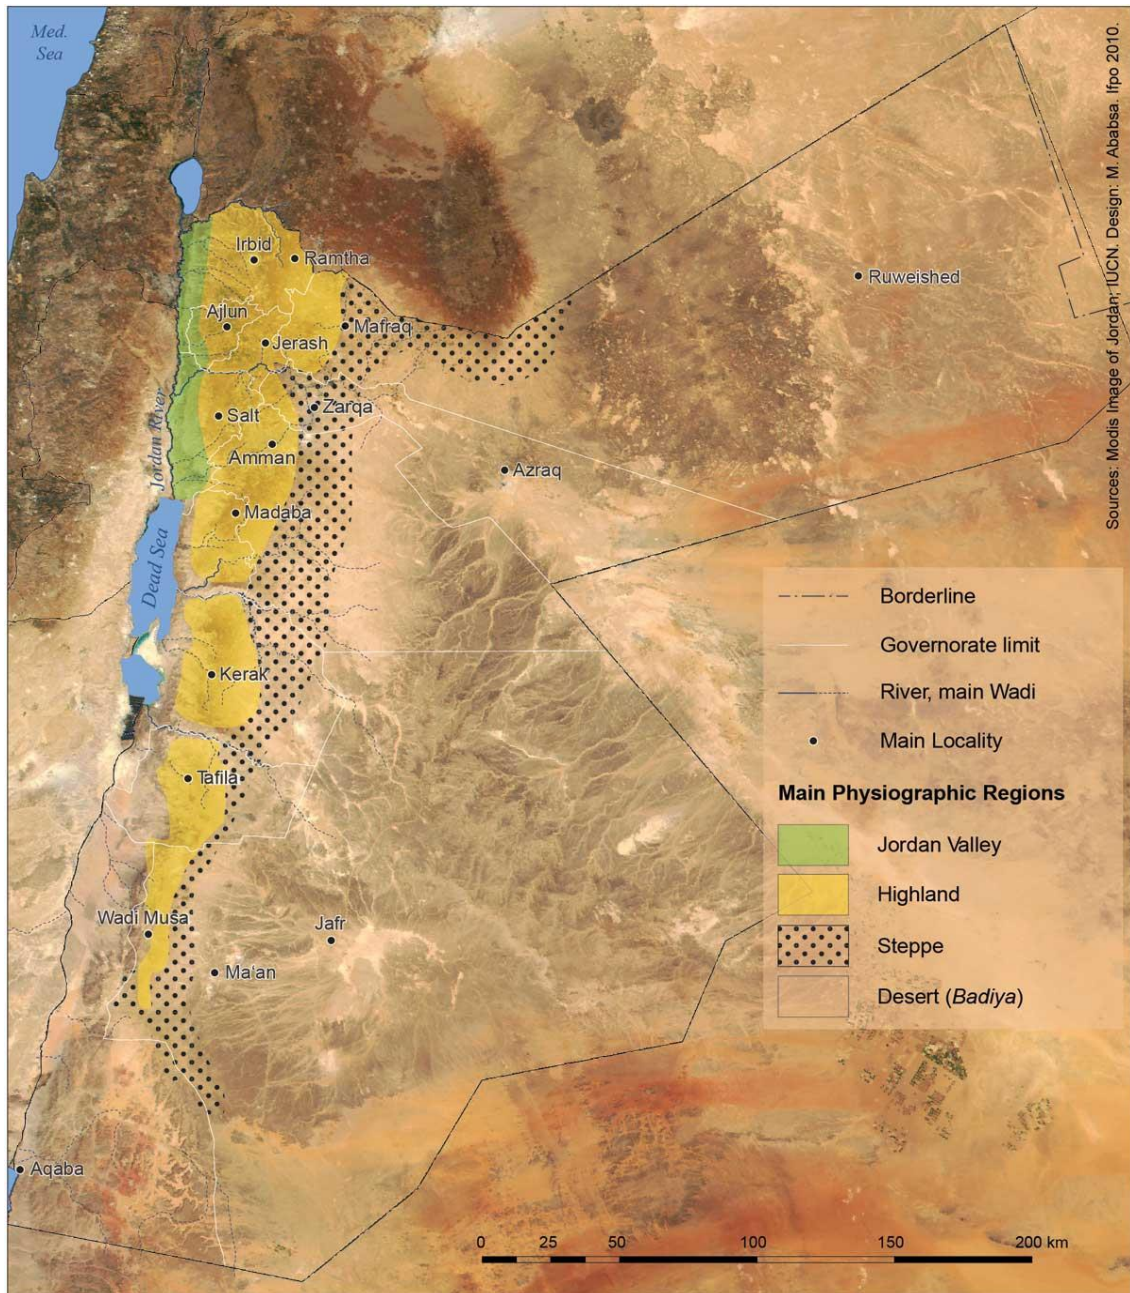 Med.
Sea
Sources: Modis Image of Jordan; IUCN. Design: M. Ababsa. Ifpo 2010.
Irbid
Ramtha
Ruweished
Ajlun
Mafraq
Jerash
Jordan River
Zarqa
Salt
Amman
Azraq
Madaba
Dead Sea
Kerak
Tafila
Wadi Musa
Jafr
Ma'an
Aqaba
Borderline
Governorate limit
River, main Wadi
Main Locality
Main Physiographic Regions
Jordan Valley
Highland
Steppe
Desert (Badiya)
0 25 50 100 150 200 km